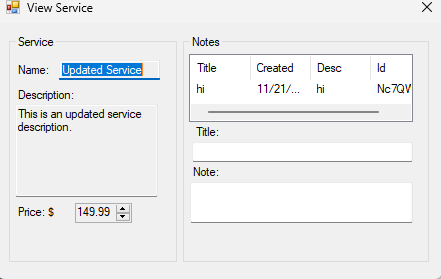 View Service
Service
Name: Updated Service
Description:
This is an updated service
description.
Price: $ 149.99
Notes
Title Created Desc Id
hi 11/21/... hi Nc7QW
Title:
Note: